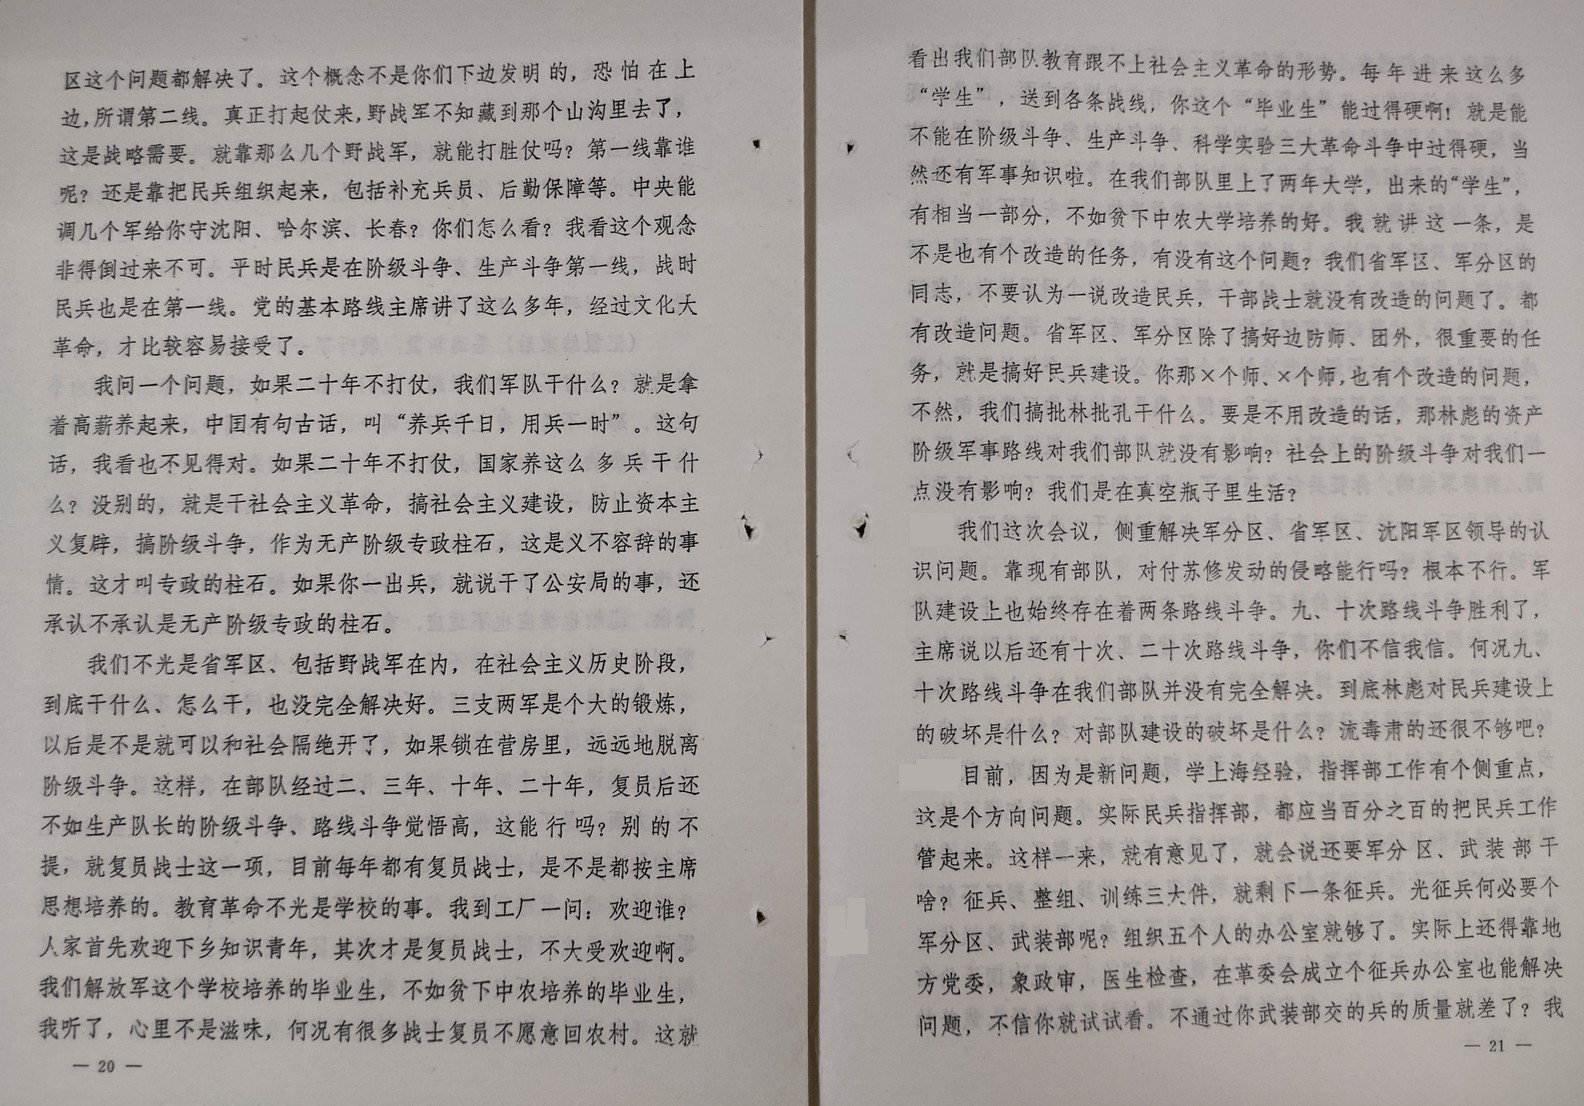 区这个问题都解决了。这个概念不是你们下边发明的，恐怕在上
边，所谓第二线。真正打起仗来，野战军不知藏到那个山沟里去了，
这是战略需要。就靠那么几个野战军，就能打胜仗吗？第一线靠谁
呢？还是靠把民兵组织起来，包括补充兵员、后勤保障等。中央能
调几个军给你守沈阳、哈尔滨、长春？你们怎么看？我看这个观念
非得倒过来不可。平时民兵是在阶级斗争、生产斗争第一线，战时
民兵也是在第一线。党的基本路线主席讲了这么多年，经过文化大
革命，才比较容易接受了。
我问一个问题，如果二十年不打仗，我们军队干什么？就是拿
着高薪养起来，中国有句古话，叫“养兵千日，用兵一时”。这句
话，我看也不见得对。如果二十年不打仗，国家养这么多兵干什
么？没别的，就是干社会主义革命，搞社会主义建设，防止资本主
义复辟，搞阶级斗争，作为无产阶级专政柱石，这是义不容辞的事
情。这才叫专政的柱石。如果你一出兵，就说干了公安局的事，还
承认不承认是无产阶级专政的柱石。
我们不光是省军区、包括野战军在内，在社会主义历史阶段，
到底干什么、怎么干，也没完全解决好。三支两军是个大的锻炼，
以后是不是就可以和社会隔绝开了，如果锁在营房里，远远地脱离
阶级斗争。这样，在部队经过二、三年、十年、二十年，复员后还
不如生产队长的阶级斗争、路线斗争觉悟高，这能行吗？别的不
提，就复员战士这一项，目前每年都有复员战士，是不是都按主席
思想培养的。教育革命不光是学校的事。我到工厂一问：欢迎谁？
人家首先欢迎下乡知识青年，其次才是复员战士，不大受欢迎啊。
我们解放军这个学校培养的毕业生，不如贫下中农培养的毕业生，
我听了，心里不是滋味，何况有很多战士复员不愿意回农村。这就
— 20 —
看出我们部队教育跟不上社会主义革命的形势。每年进来这么多
“学生”，送到各条战线，你这个“毕业生”能过得硬啊！就是能
不能在阶级斗争、生产斗争、科学实验三大革命斗争中过得硬，当
然还有军事知识啦。在我们部队里上了两年大学，出来的“学生”，
有相当一部分，不如贫下中农大学培养的好。我就讲这一条，是
不是也有个改造的任务，有没有这个问题？我们省军区、军分区的
同志，不要认为一说改造民兵，干部战士就没有改造的问题了。都
有改造问题。省军区、军分区除了搞好边防师、团外，很重要的任
务，就是搞好民兵建设。你那×个师、×个师，也有个改造的问题，
不然，我们搞批林批孔干什么。要是不用改造的话，那林彪的资产
阶级军事路线对我们部队就没有影响？社会上的阶级斗争对我们一
点没有影响？我们是在真空瓶子里生活？
我们这次会议，侧重解决军分区、省军区、沈阳军区领导的认
识问题。靠现有部队，对付苏修发动的侵略能行吗？根本不行。军
队建设上也始终存在着两条路线斗争。九、十次路线斗争胜利了，
主席说以后还有十次、二十次路线斗争，你们不信我信。何况九、
十次路线斗争在我们部队并没有完全解决。到底林彪对民兵建设上
的破坏是什么？对部队建设的破坏是什么？流毒肃的还很不够吧？
目前，因为是新问题，学上海经验，指挥部工作有个侧重点，
这是个方向问题。实际民兵指挥部，都应当百分之百的把民兵工作
管起来。这样一来，就有意见了，就会说还要军分区、武装部干
啥？征兵、整组、训练三大件，就剩下一条征兵。光征兵何必要个
军分区、武装部呢？组织五个人的办公室就够了。实际上还得靠地
方党委，象政审，医生检查，在革委会成立个征兵办公室也能解决
问题，不信你就试试看。不通过你武装部交的兵的质量就差了？我
— 21 —